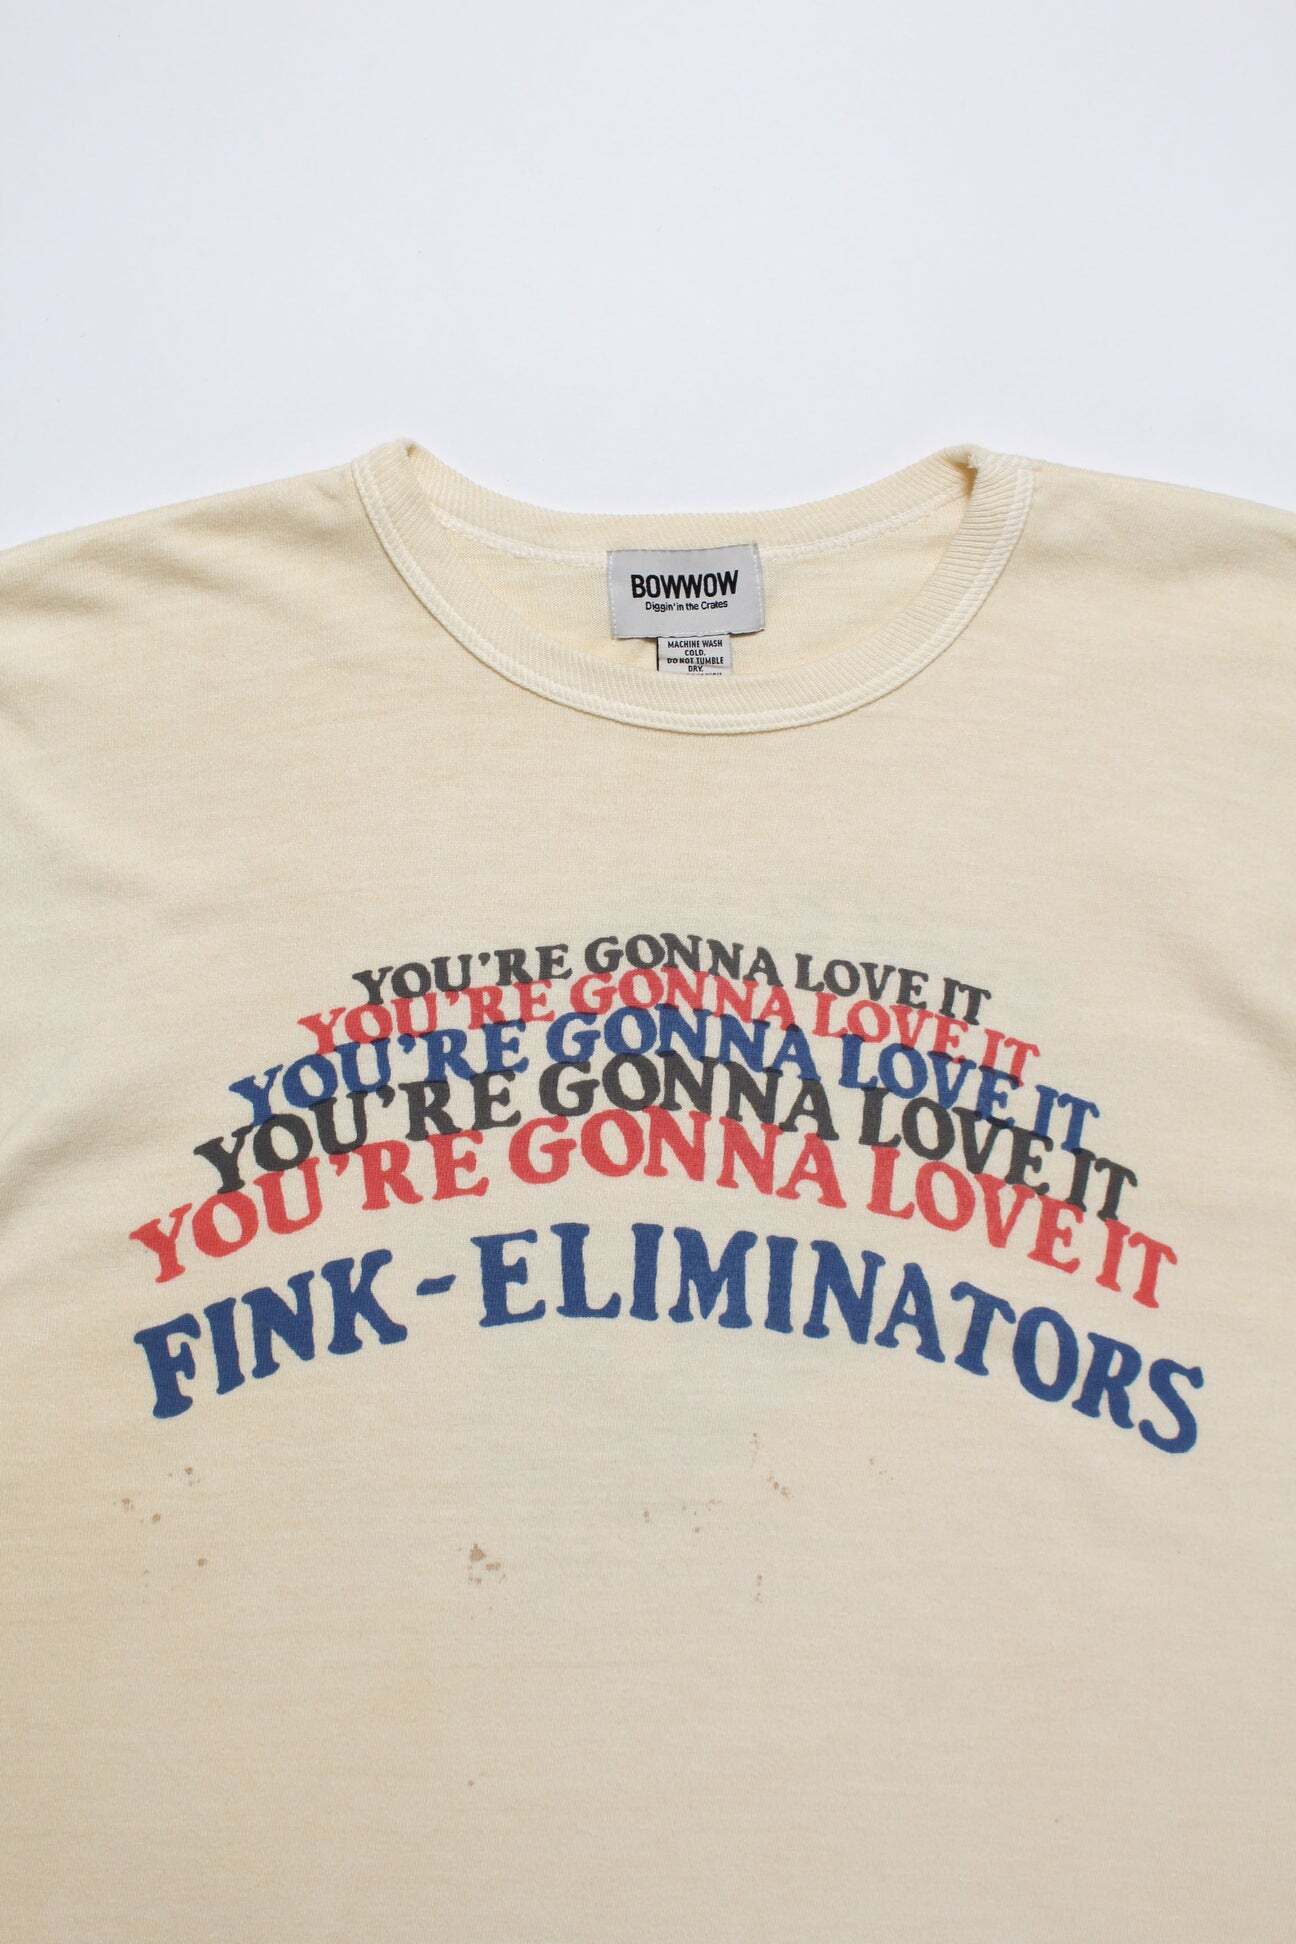 BOWWOW
Diggin' in the Crates
MACHINE WASH
COLD.
DO NOT TUMBLE
DRY.
YOU'RE GONNA LOVE IT
YOU'RE GONNA LOVE IT
YOU'RE GONNA LOVE IT
YOU'RE GONNA LOVE IT
YOU'RE GONNA LOVE IT
FINK-ELIMINATORS